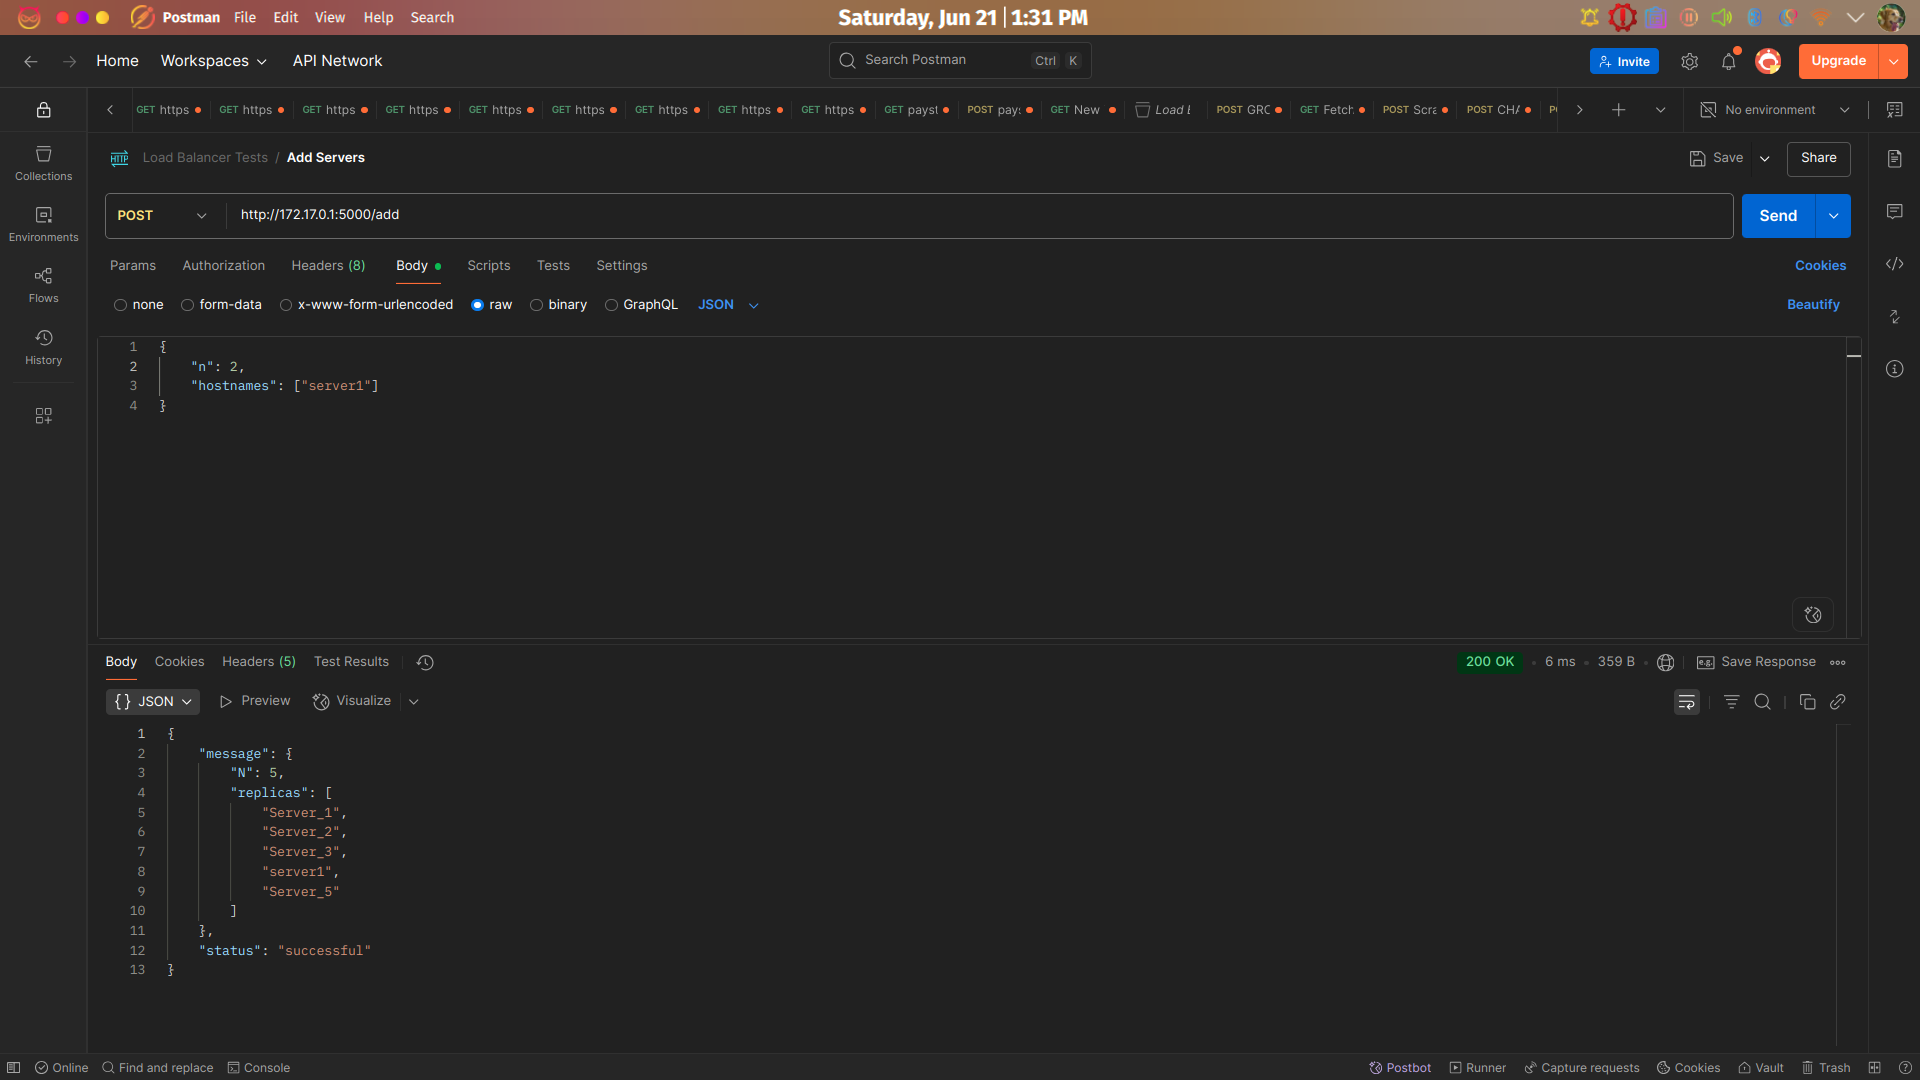 Postman File Edit View Help Search Saturday, Jun 21 | 1:31 PM
Home Workspaces API Network Search Postman Ctrl K Invite Upgrade
GET https GET https GET https GET https GET https GET https GET https GET https GET https GET payst POST pay GET New Load POST GRC GET Fetch POST Scra POST CHA No environment
Collections
Environments
Flows
History
HTTP Load Balancer Tests / Add Servers Save Share
POST http://172.17.0.1:5000/add Send
Params Authorization Headers (8) Body Scripts Tests Settings Cookies
none form-data x-www-form-urlencoded raw binary GraphQL JSON Beautify
1 {
2 "n": 2,
3 "hostnames": ["server1"]
4 }
Body Cookies Headers (5) Test Results 200 OK 6 ms 359 B e.g. Save Response
{} JSON Preview Visualize
1 {
2 "message": {
3 "N": 5,
4 "replicas": [
5 "Server_1",
6 "Server_2",
7 "Server_3",
8 "server1",
9 "Server_5"
10 ]
11 },
12 "status": "successful"
13 }
Online Find and replace Console Postbot Runner Capture requests Cookies Vault Trash